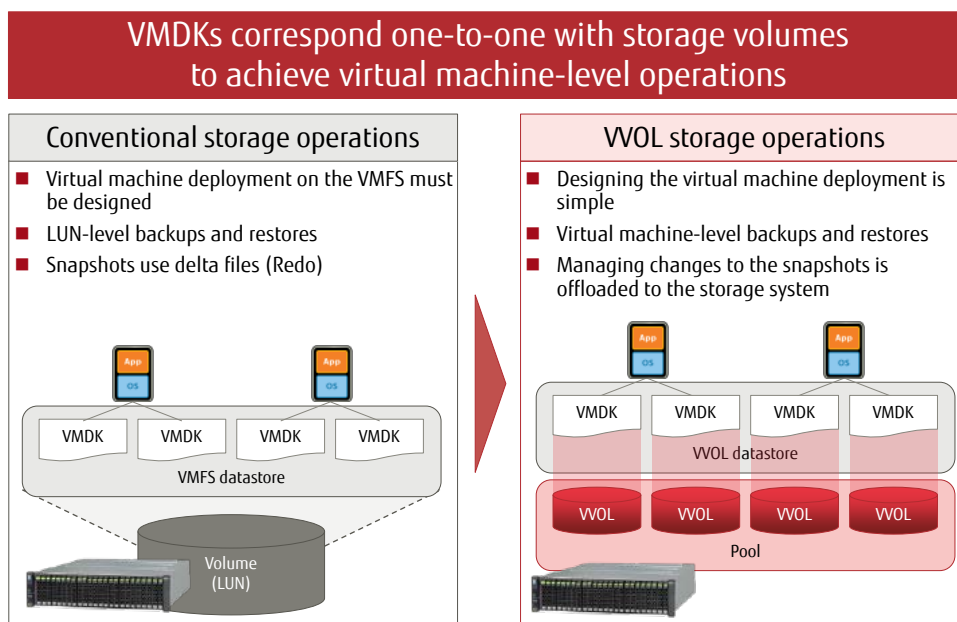 VMDKs correspond one-to-one with storage volumes
to achieve virtual machine-level operations
Conventional storage operations
Virtual machine deployment on the VMFS must
be designed
LUN-level backups and restores
Snapshots use delta files (Redo)
App
OS
App
OS
VMDK
VMDK
VMDK
VMDK
VMFS datastore
Volume
(LUN)
VVOL storage operations
Designing the virtual machine deployment is
simple
Virtual machine-level backups and restores
Managing changes to the snapshots is
offloaded to the storage system
App
OS
App
OS
VMDK
VMDK
VMDK
VMDK
VVOL datastore
VVOL
VVOL
VVOL
VVOL
Pool